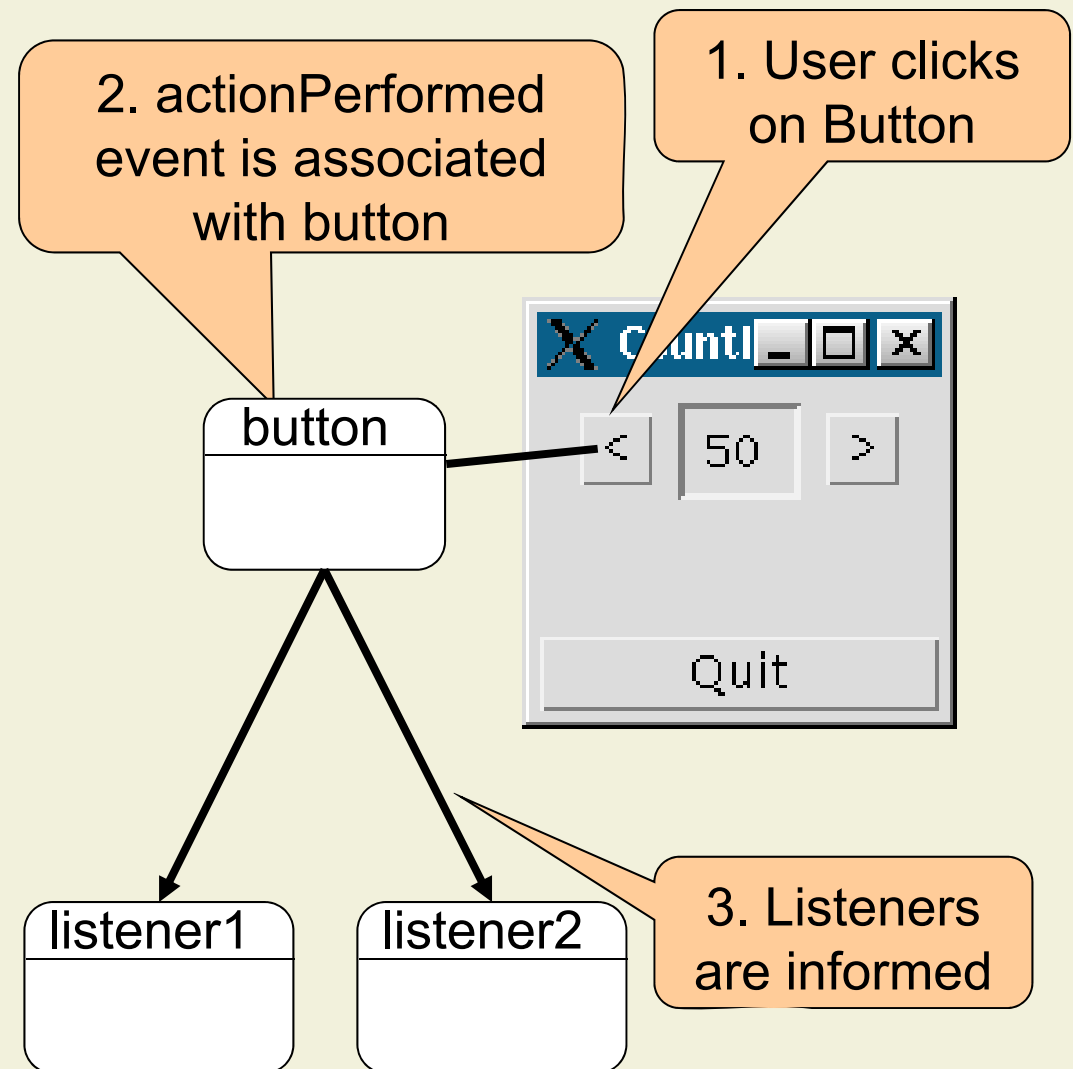 1. User clicks
on Button
2. actionPerformed
event is associated
with button
button
< 50 >
Quit
listener1 listener2
3. Listeners
are informed